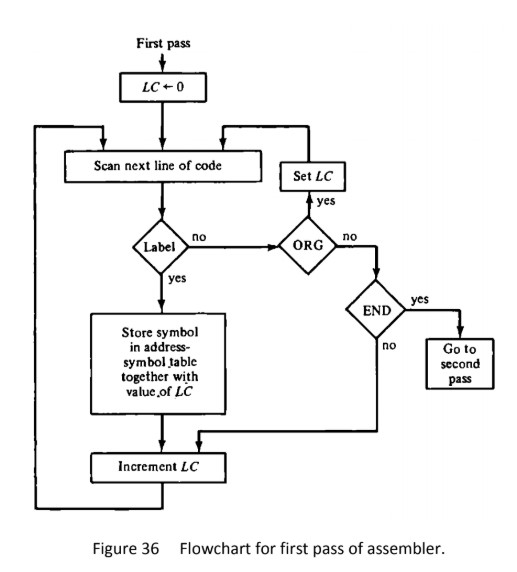 First pass
LC ← 0
Scan next line of code
Set LC
yes
Label
no
ORG
no
yes
END
yes
no
Store symbol
in address-
symbol table
together with
value of LC
Go to
second
pass
Increment LC
Figure 36 Flowchart for first pass of assembler.